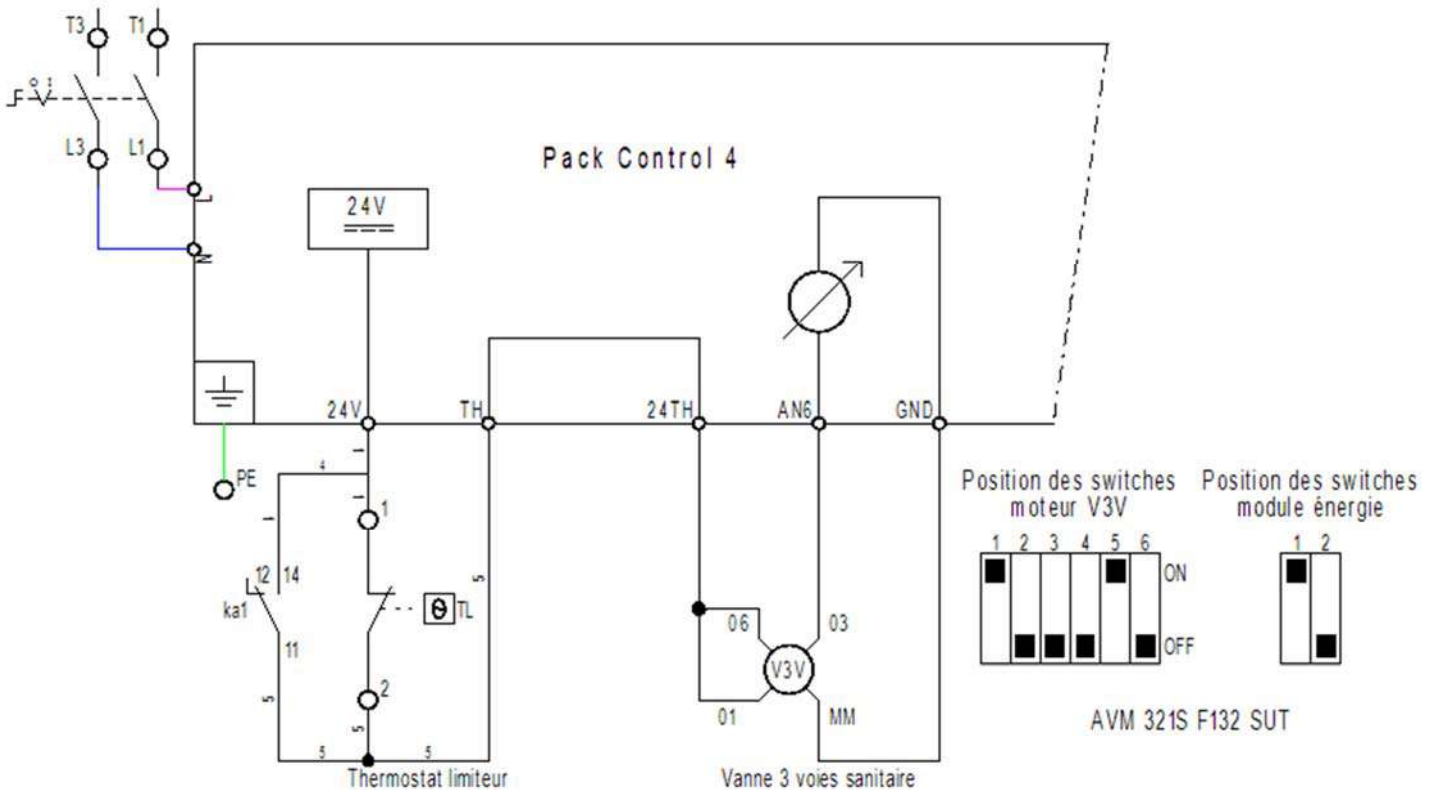 T3 T1
O I
L3 L1
L
N
Pack Control 4
24V
24V TH 24TH AN6 GND
PE
1
4
1
1
1
12 14
ka1
11
θ TL
5
2
5
5
5
5
Thermostat limiteur
06 03
V3V
01 MM
Vanne 3 voies sanitaire
Position des switches
moteur V3V
1 2 3 4 5 6
ON
OFF
Position des switches
module énergie
1 2
AVM 321S F132 SUT